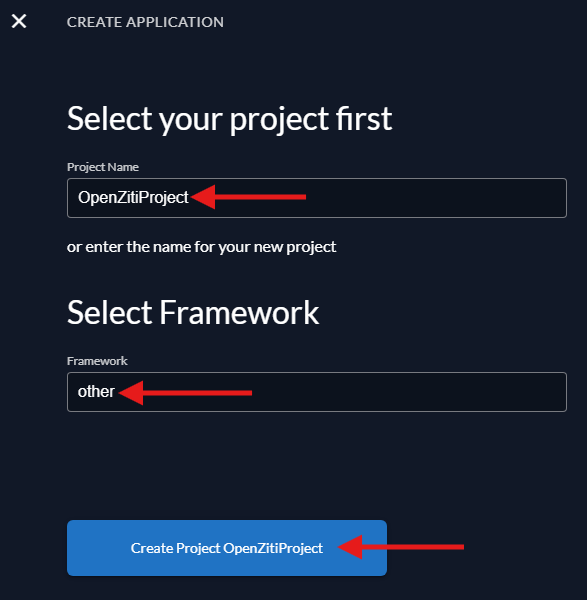 CREATE APPLICATION
Select your project first
Project Name
OpenZitiProject
or enter the name for your new project
Select Framework
Framework
other
Create Project OpenZitiProject